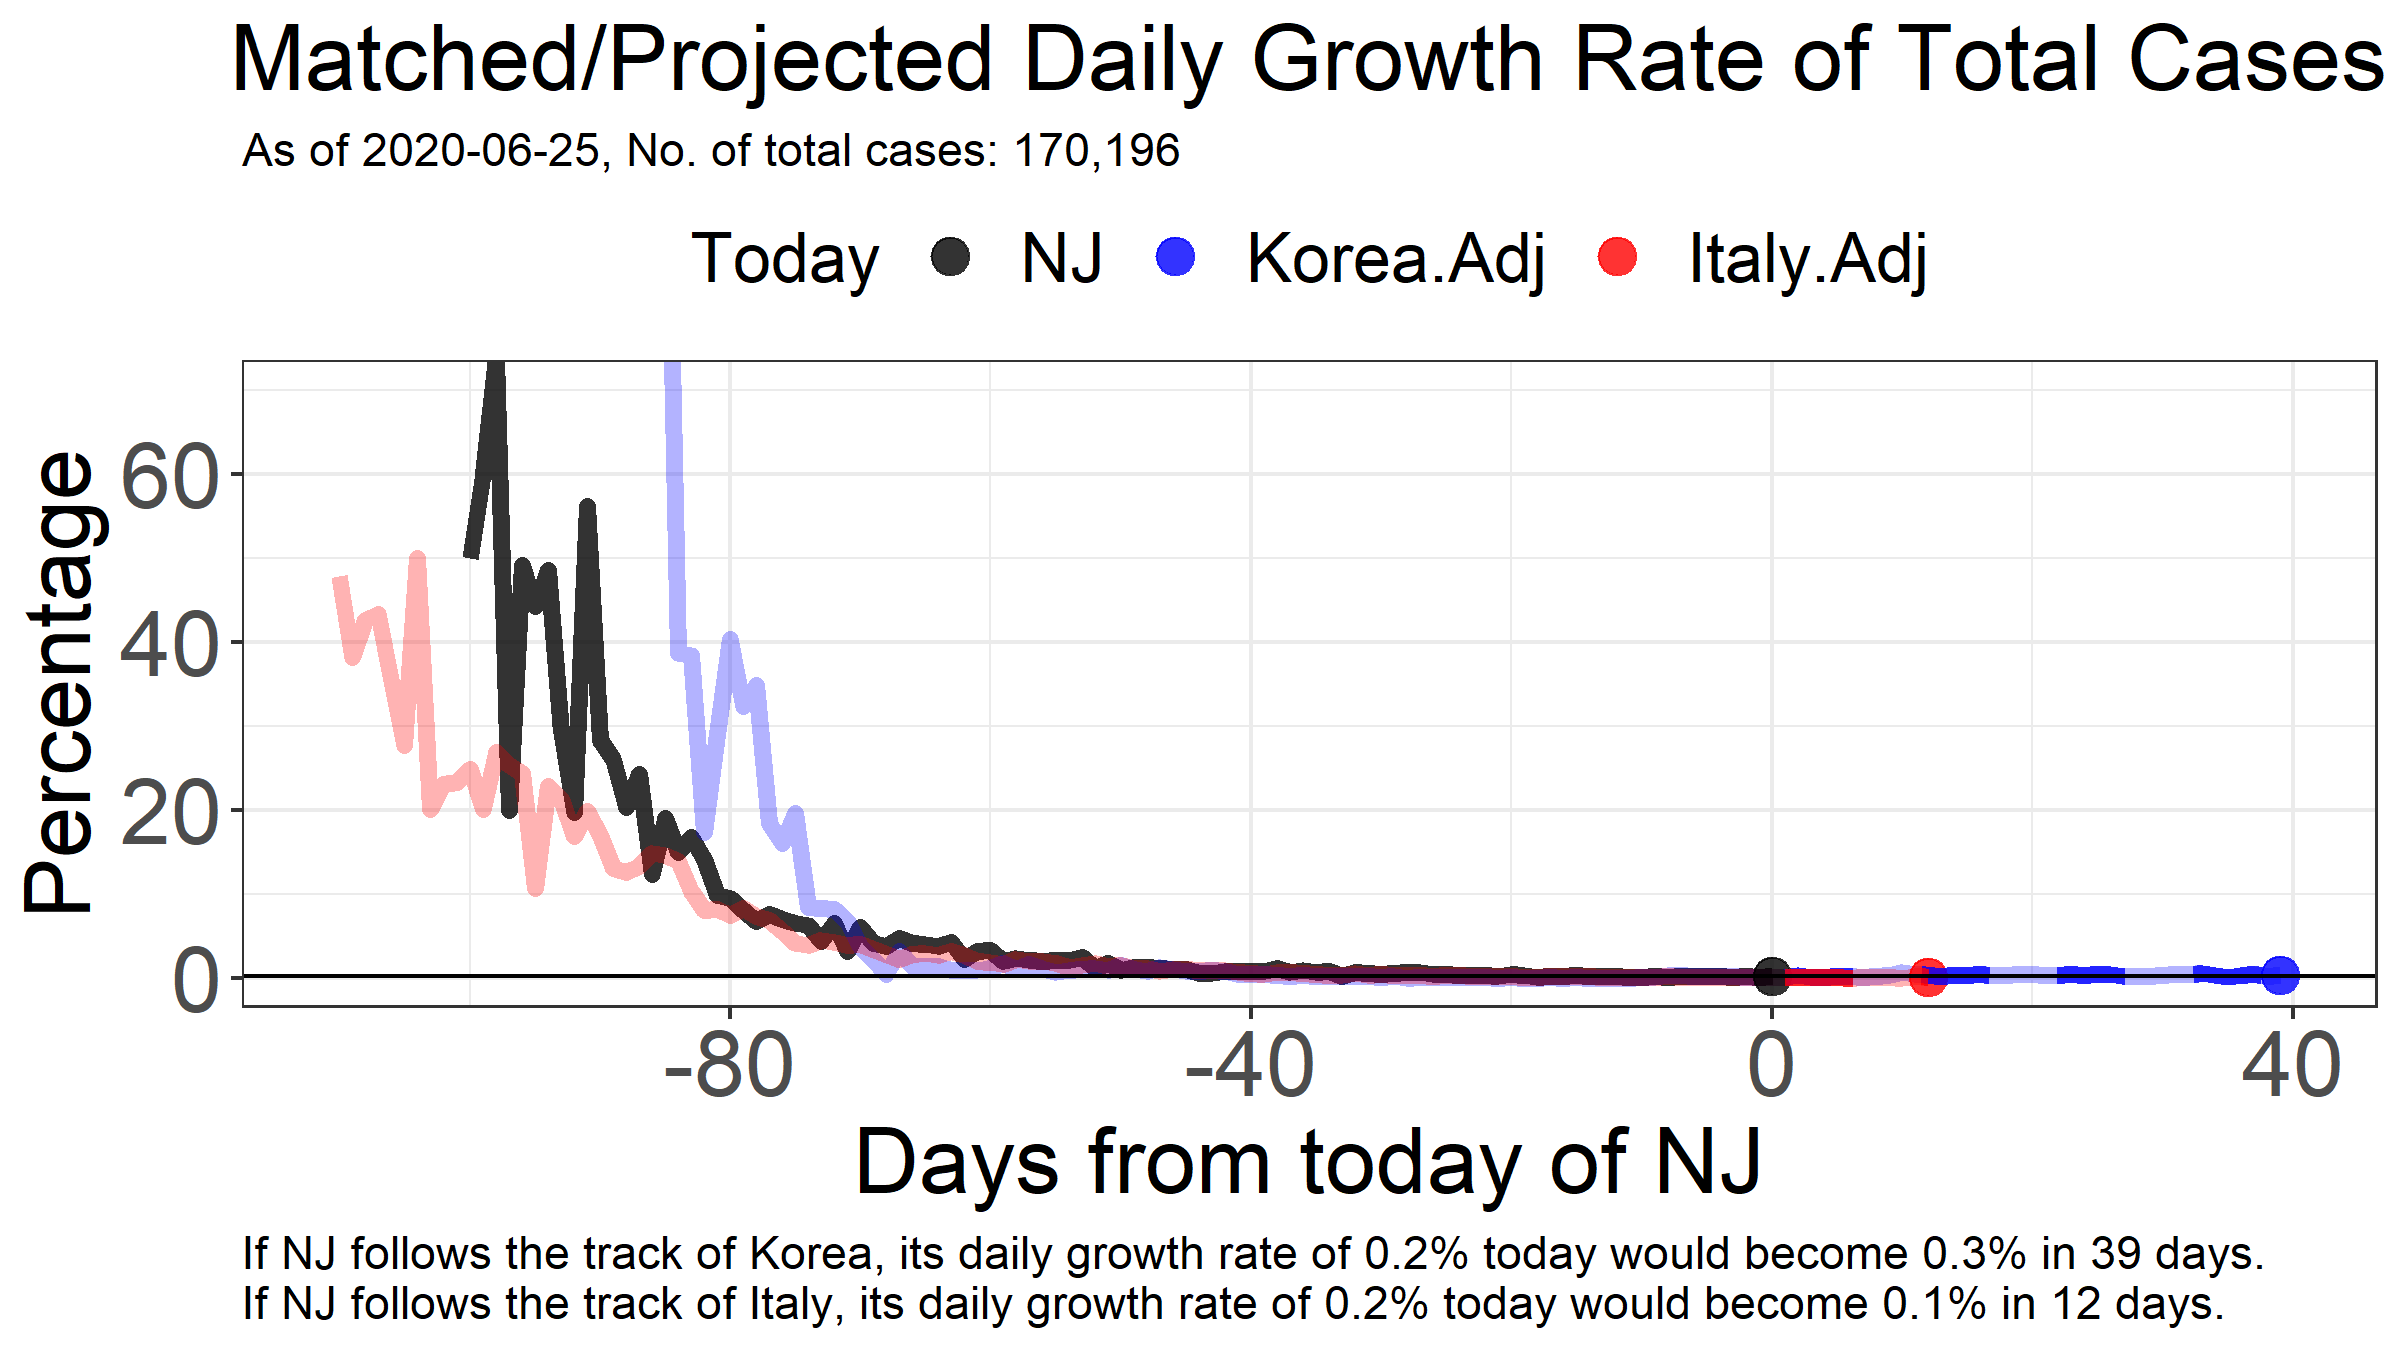 Matched/Projected Daily Growth Rate of Total Cases
As of 2020-06-25, No. of total cases: 170,196
Today NJ Korea.Adj Italy.Adj
Percentage
60
40
20
0
-80 -40 0 40
Days from today of NJ
If NJ follows the track of Korea, its daily growth rate of 0.2% today would become 0.3% in 39 days.
If NJ follows the track of Italy, its daily growth rate of 0.2% today would become 0.1% in 12 days.